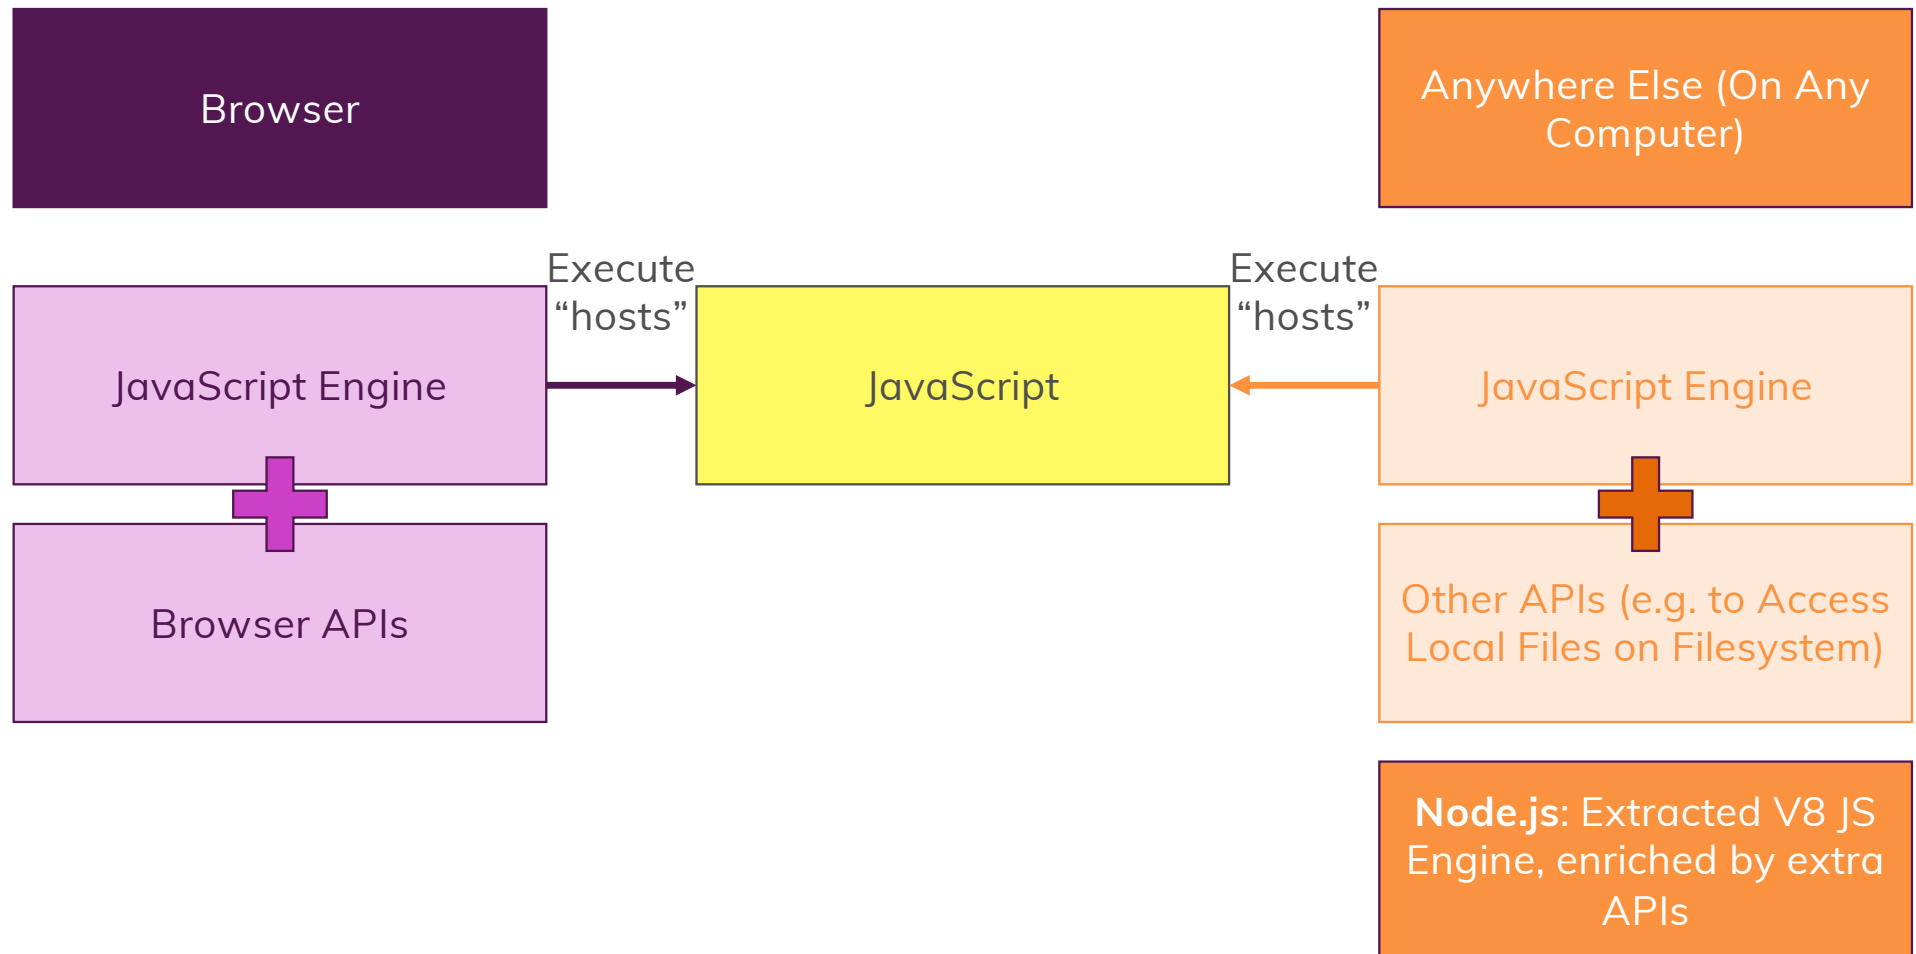 Browser
Anywhere Else (On Any
Computer)
Execute
“hosts”
Execute
“hosts”
JavaScript Engine
JavaScript
JavaScript Engine
Browser APIs
Other APIs (e.g. to Access
Local Files on Filesystem)
Node.js: Extracted V8 JS
Engine, enriched by extra
APIs